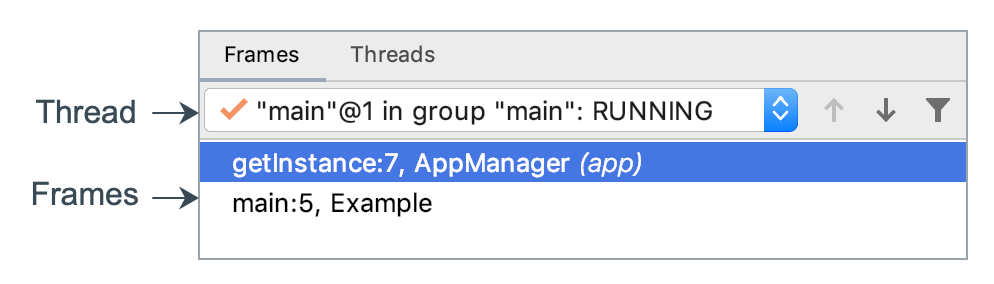 Frames Threads
Thread "main"@1 in group "main": RUNNING
getInstance:7, AppManager (app)
Frames
main:5, Example